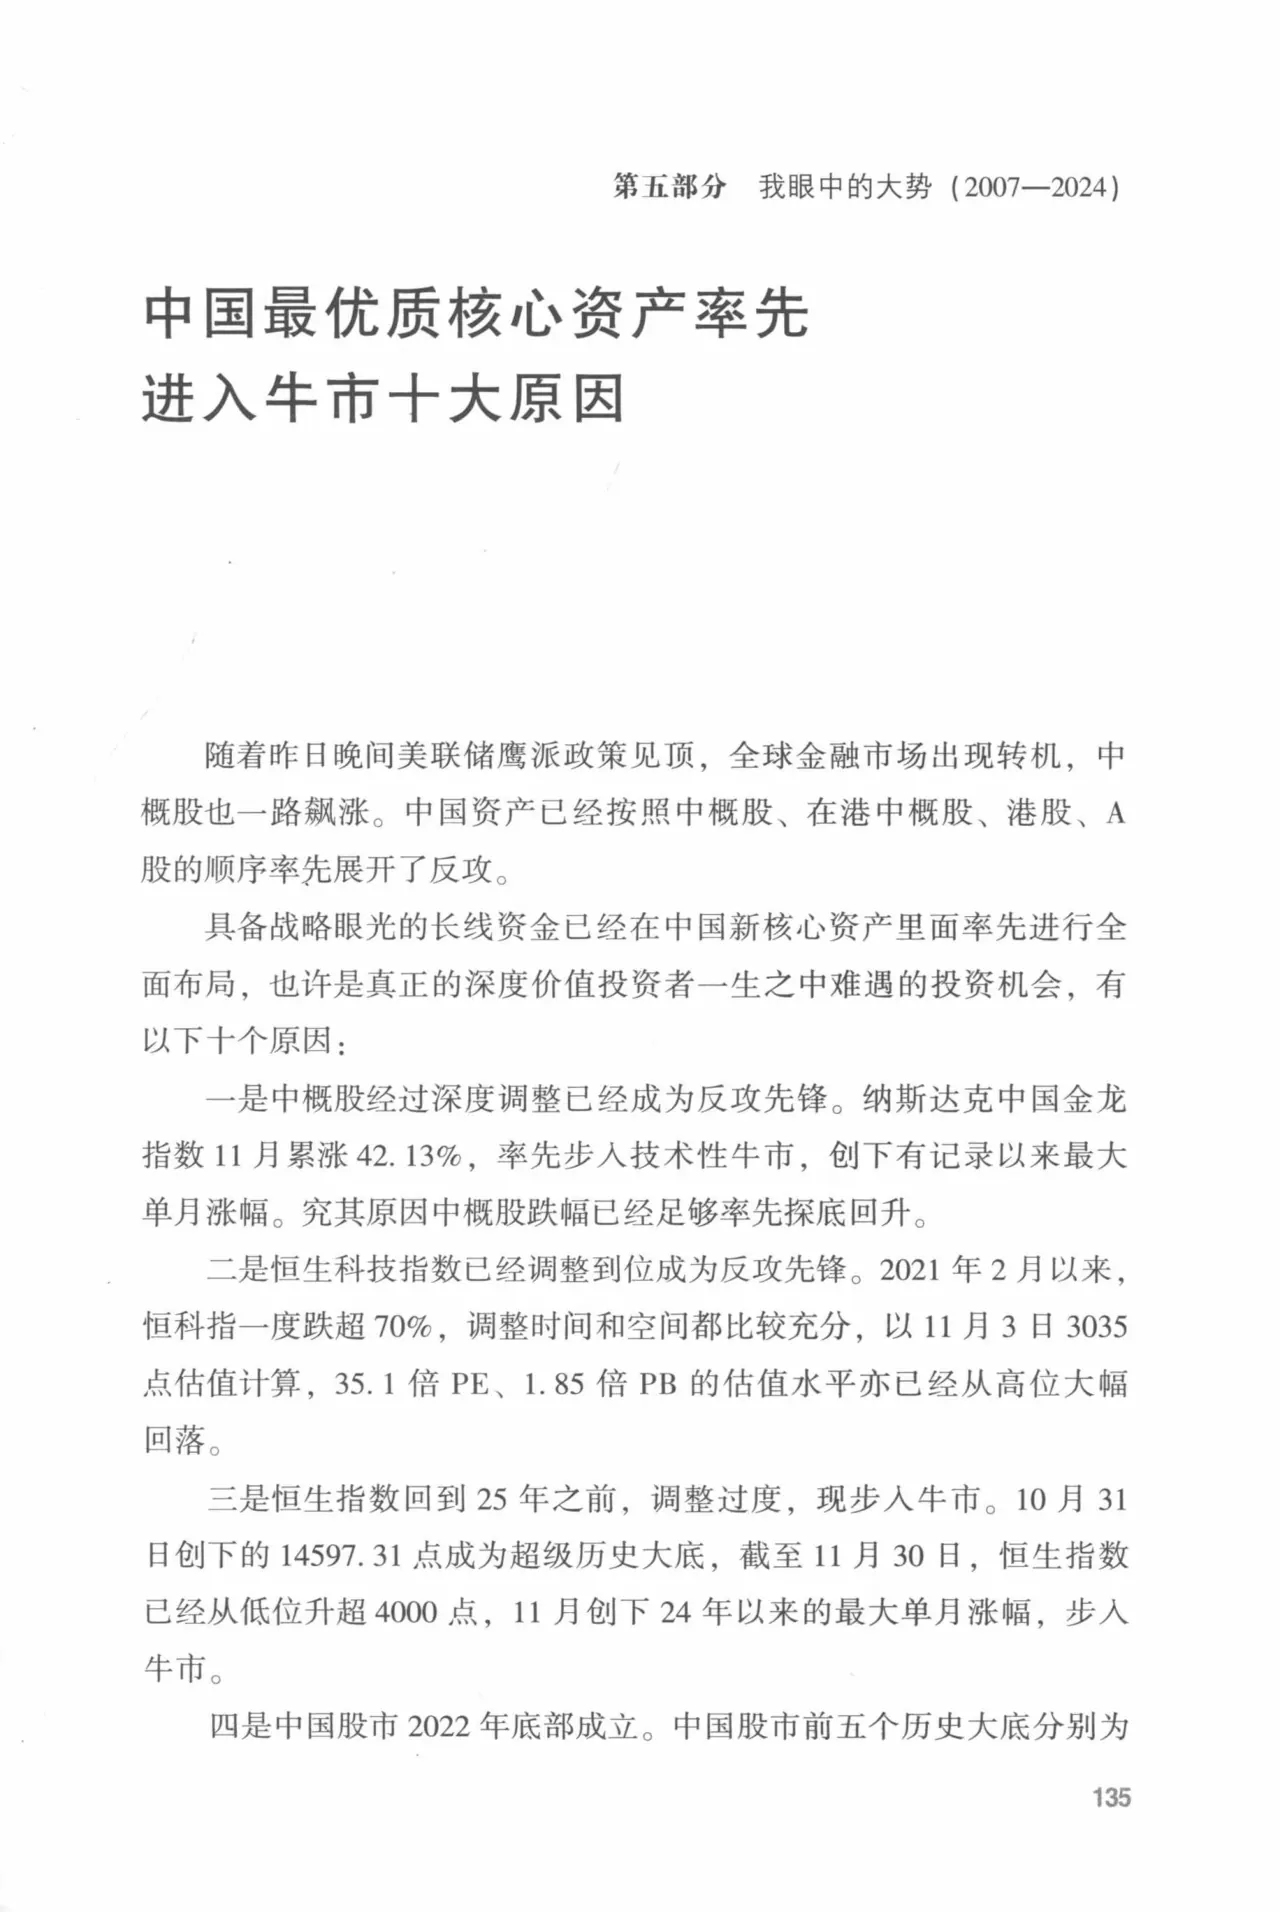 第五部分 我眼中的大势（2007—2024）
中国最优质核心资产率先
进入牛市十大原因
随着昨日晚间美联储鹰派政策见顶，全球金融市场出现转机，中
概股也一路飙涨。中国资产已经按照中概股、在港中概股、港股、A
股的顺序率先展开了反攻。
具备战略眼光的长线资金已经在中国新核心资产里面率先进行全
面布局，也许是真正的深度价值投资者一生之中难遇的投资机会，有
以下十个原因：
一是中概股经过深度调整已经成为反攻先锋。纳斯达克中国金龙
指数 11 月累涨 42.13%，率先步入技术性牛市，创下有记录以来最大
单月涨幅。究其原因中概股跌幅已经足够率先探底回升。
二是恒生科技指数已经调整到位成为反攻先锋。2021 年 2 月以来，
恒科指一度跌超 70%，调整时间和空间都比较充分，以 11 月 3 日 3035
点估值计算，35.1 倍 PE、1.85 倍 PB 的估值水平亦已经从高位大幅
回落。
三是恒生指数回到 25 年之前，调整过度，现步入牛市。10 月 31
日创下的 14597.31 点成为超级历史大底，截至 11 月 30 日，恒生指数
已经从低位升超 4000 点，11 月创下 24 年以来的最大单月涨幅，步入
牛市。
四是中国股市 2022 年底部成立。中国股市前五个历史大底分别为
135